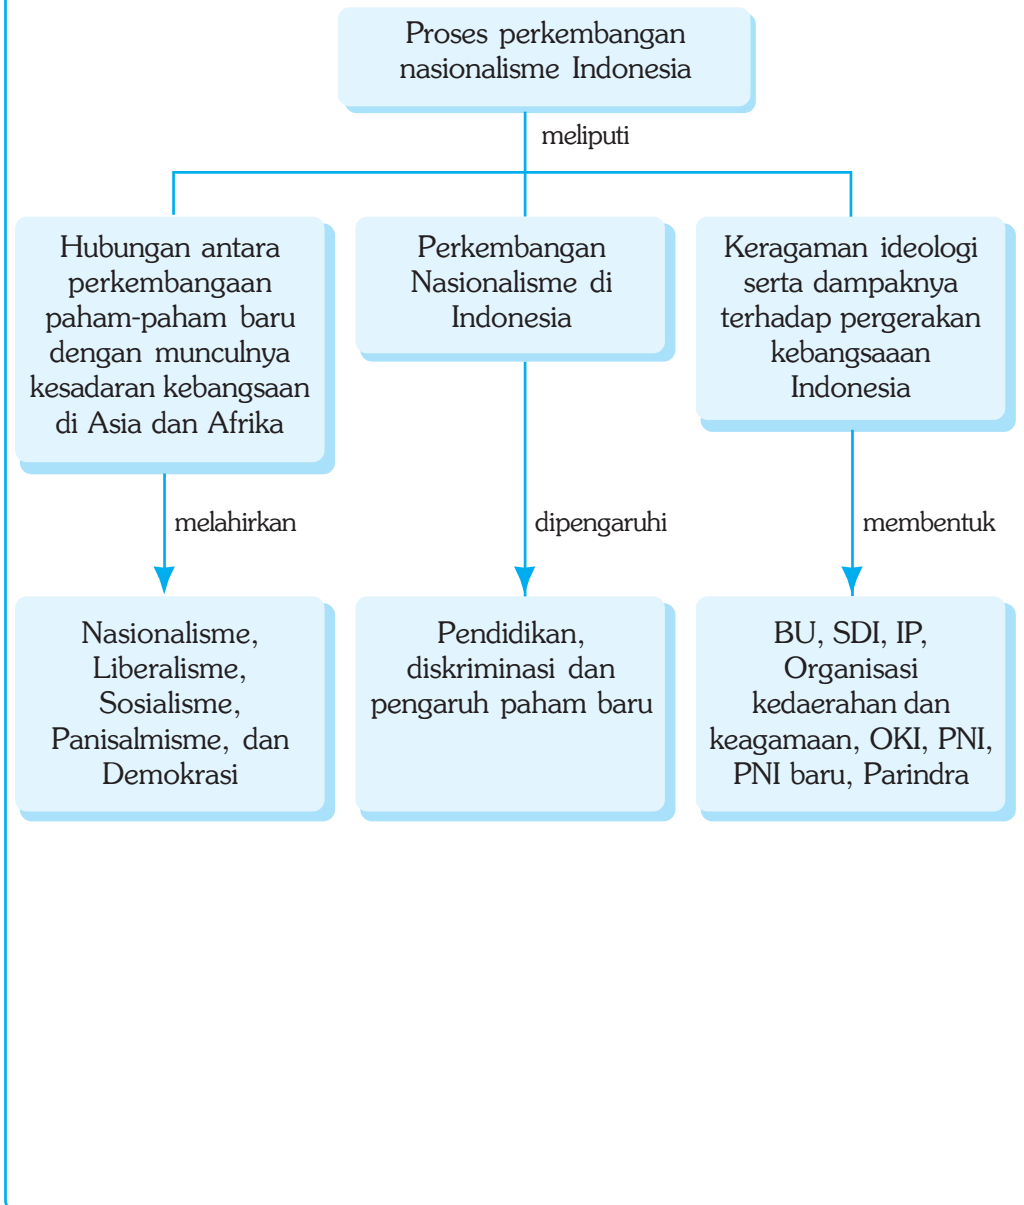 Proses perkembangan
nasionalisme Indonesia
meliputi
Hubungan antara
perkembangaan
paham-paham baru
dengan munculnya
kesadaran kebangsaan
di Asia dan Afrika
Perkembangan
Nasionalisme di
Indonesia
Keragaman ideologi
serta dampaknya
terhadap pergerakan
kebangsaaan
Indonesia
melahirkan
dipengaruhi
membentuk
Nasionalisme,
Liberalisme,
Sosialisme,
Panisalmisme, dan
Demokrasi
Pendidikan,
diskriminasi dan
pengaruh paham baru
BU, SDI, IP,
Organisasi
kedaerahan dan
keagamaan, OKI, PNI,
PNI baru, Parindra